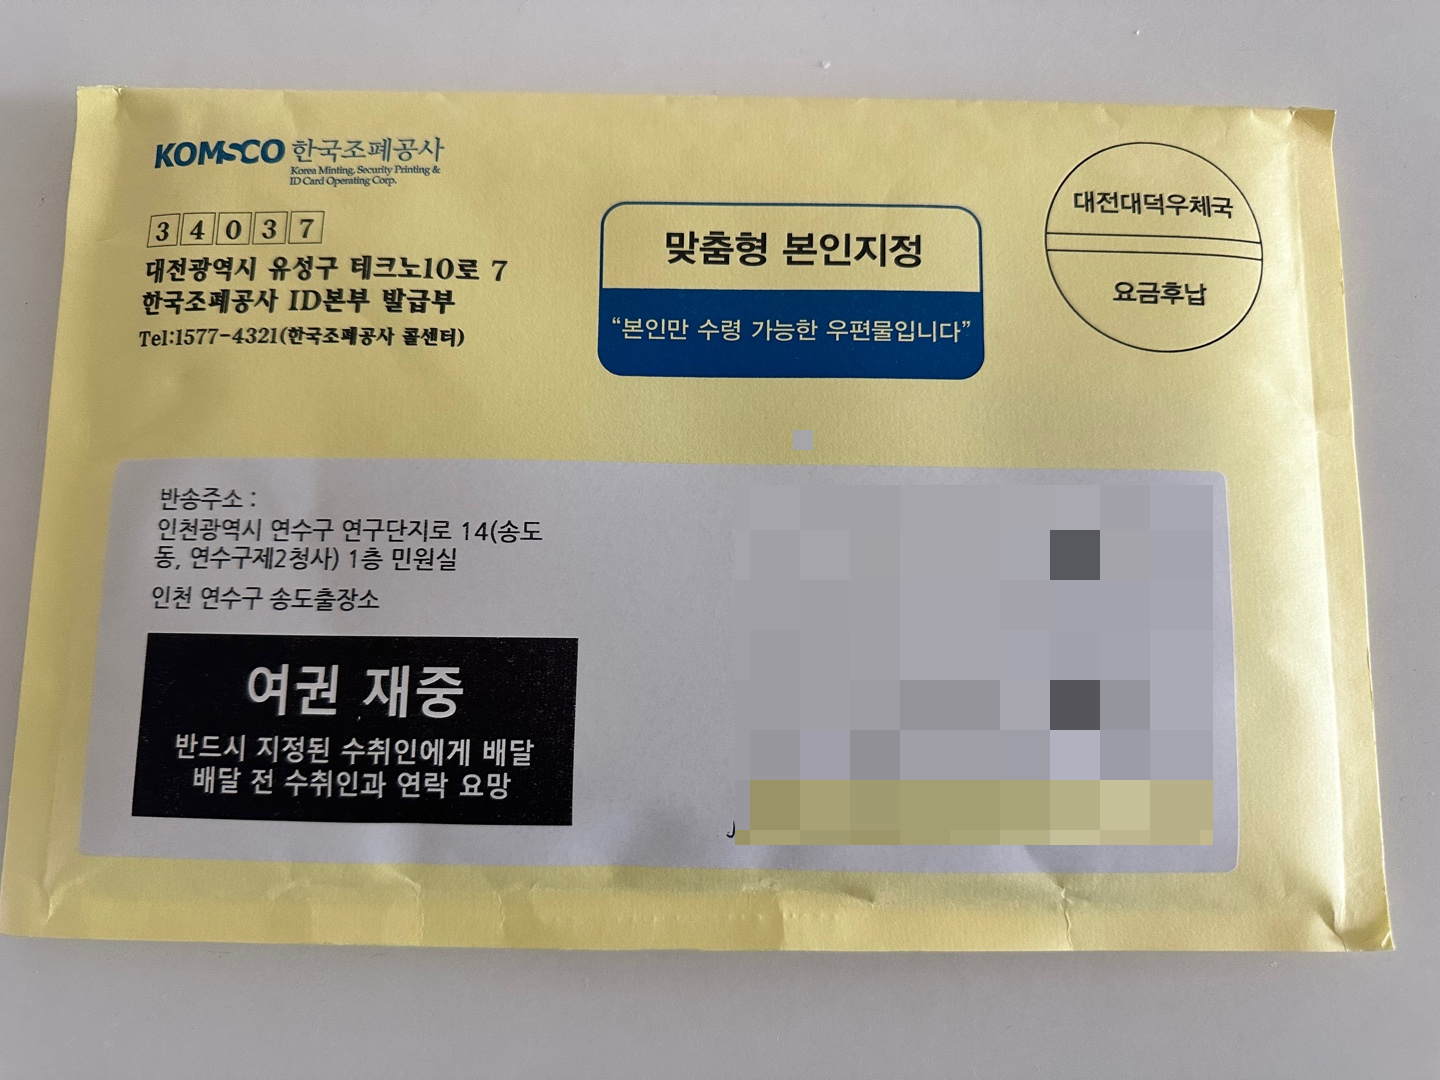 KOMSCO 한국조폐공사
Korea Minting, Security Printing &
ID Card Operating Corp.
34037
대전광역시 유성구 테크노10로 7
한국조폐공사 ID본부 발급부
Tel:1577-4321(한국조폐공사 콜센터)
맞춤형 본인지정
“본인만 수령 가능한 우편물입니다”
대전대덕우체국
요금후납
반송주소 :
인천광역시 연수구 연구단지로 14(송도
동, 연수구제2청사) 1층 민원실
인천 연수구 송도출장소
여권 재중
반드시 지정된 수취인에게 배달
배달 전 수취인과 연락 요망